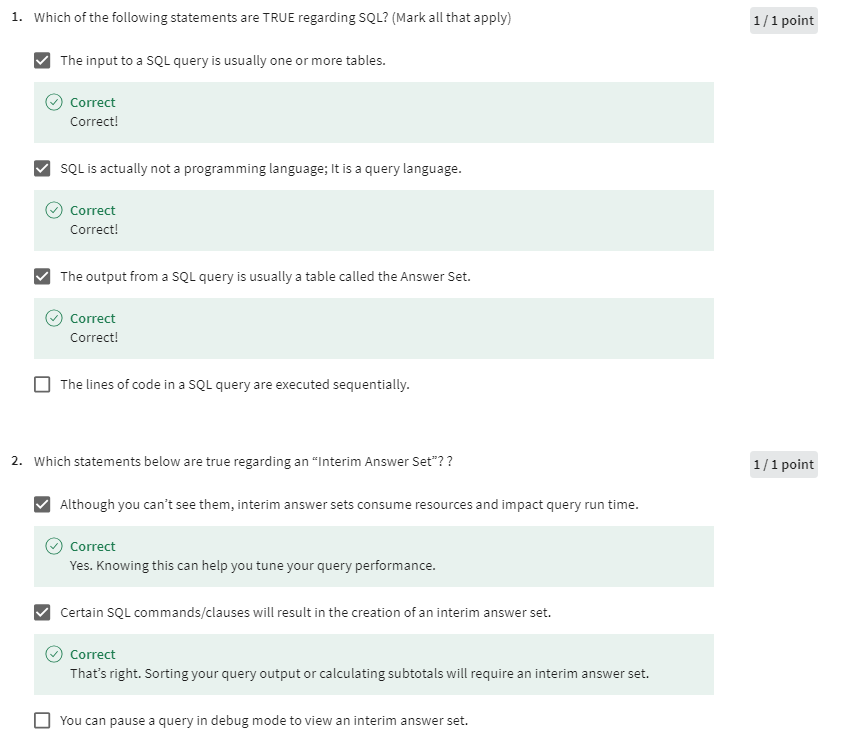 1. Which of the following statements are TRUE regarding SQL? (Mark all that apply)
1 / 1 point
The input to a SQL query is usually one or more tables.
Correct
Correct!
SQL is actually not a programming language; It is a query language.
Correct
Correct!
The output from a SQL query is usually a table called the Answer Set.
Correct
Correct!
The lines of code in a SQL query are executed sequentially.
2. Which statements below are true regarding an “Interim Answer Set”? ?
1 / 1 point
Although you can’t see them, interim answer sets consume resources and impact query run time.
Correct
Yes. Knowing this can help you tune your query performance.
Certain SQL commands/clauses will result in the creation of an interim answer set.
Correct
That’s right. Sorting your query output or calculating subtotals will require an interim answer set.
You can pause a query in debug mode to view an interim answer set.